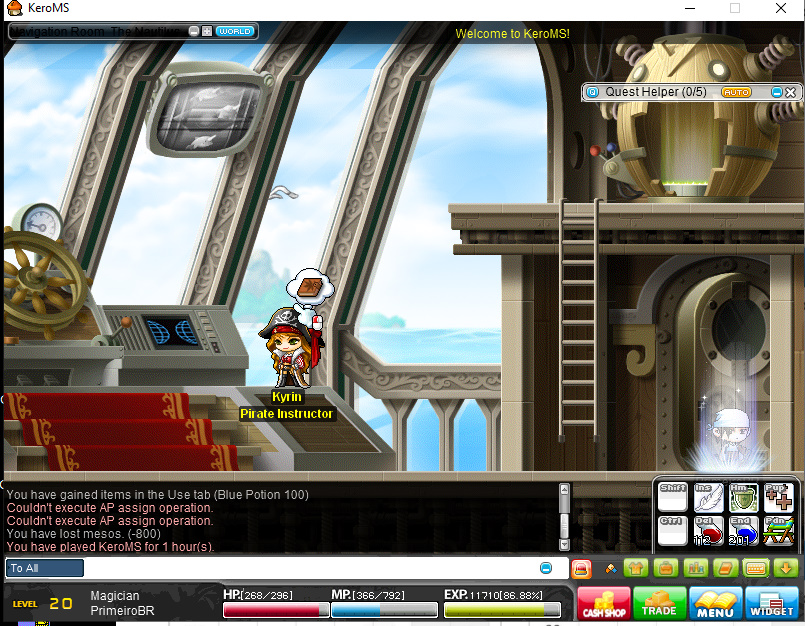 KeroMS
Navigation Room The Nautilus
WORLD
Welcome to KeroMS!
Quest Helper (0/5)
AUTO
Kyrin
Pirate Instructor
You have gained items in the Use tab (Blue Potion 100)
Couldn't execute AP assign operation.
Couldn't execute AP assign operation.
You have lost mesos. (-800)
You have played KeroMS for 1 hour(s).
Shift Ins Hm Pup
Ctrl Del End Pdn
112 201
To All
LEVEL 20
Magician
PrimeiroBR
HP.[268/296] MP.[366/792] EXP.11710[86.88%]
CASH SHOP TRADE MENU WIDGET